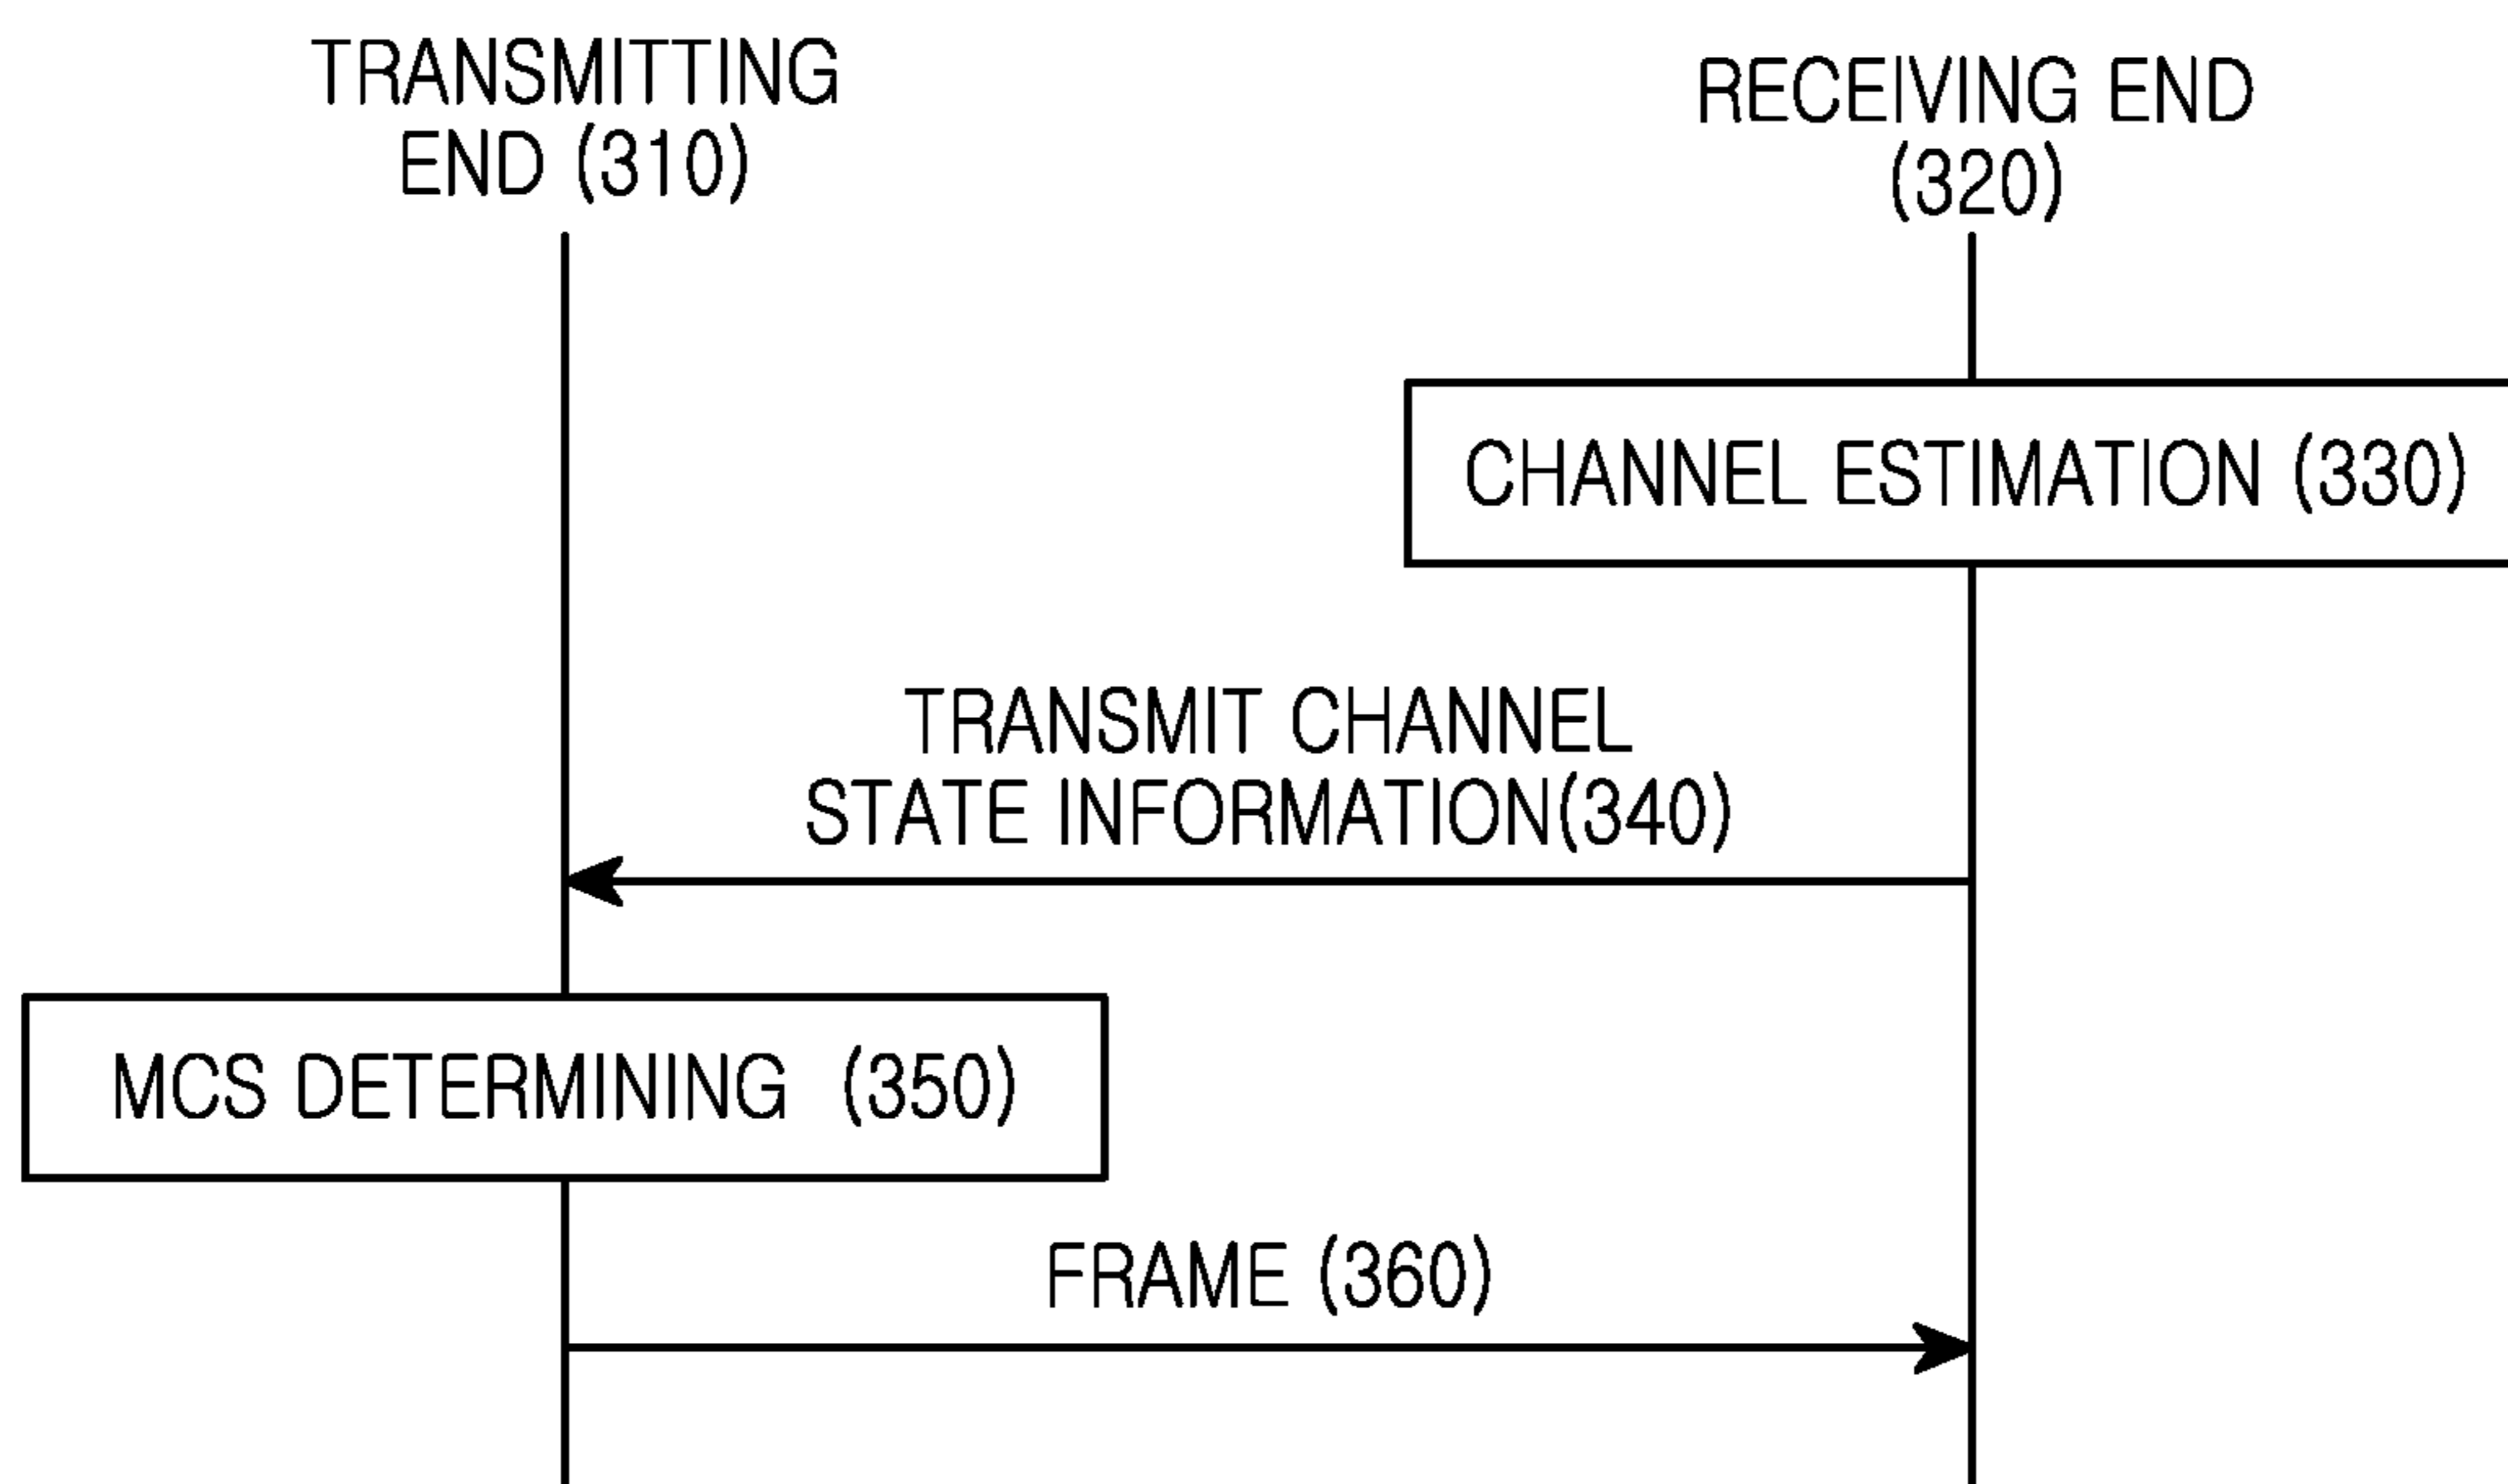 TRANSMITTING
END (310)
RECEIVING END
(320)
CHANNEL ESTIMATION (330)
TRANSMIT CHANNEL
STATE INFORMATION(340)
MCS DETERMINING (350)
FRAME (360)